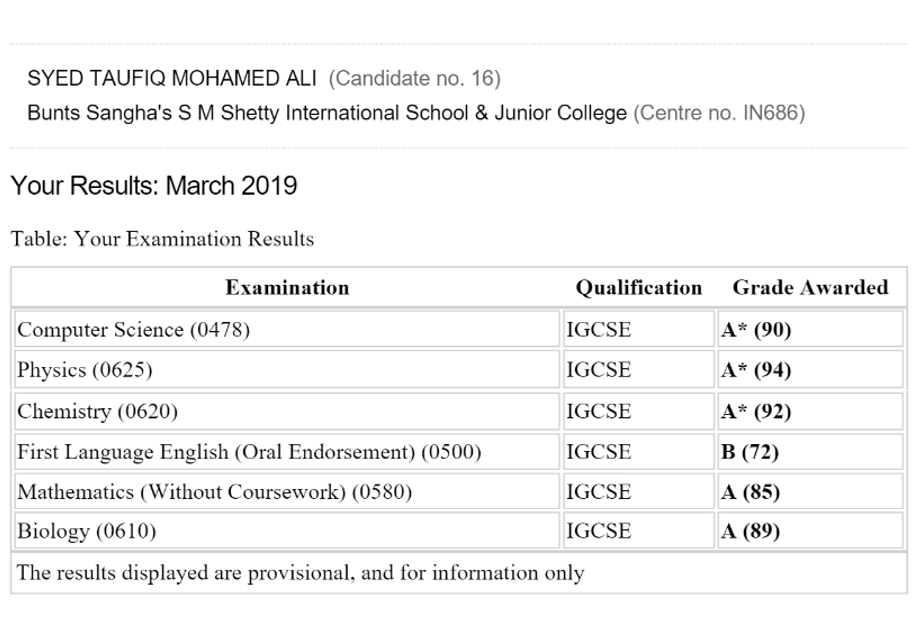 SYED TAUFIQ MOHAMED ALI (Candidate no. 16)
Bunts Sangha's S M Shetty International School & Junior College (Centre no. IN686)
Your Results: March 2019
Table: Your Examination Results
Examination Qualification Grade Awarded
Computer Science (0478) IGCSE A* (90)
Physics (0625) IGCSE A* (94)
Chemistry (0620) IGCSE A* (92)
First Language English (Oral Endorsement) (0500) IGCSE B (72)
Mathematics (Without Coursework) (0580) IGCSE A (85)
Biology (0610) IGCSE A (89)
The results displayed are provisional, and for information only